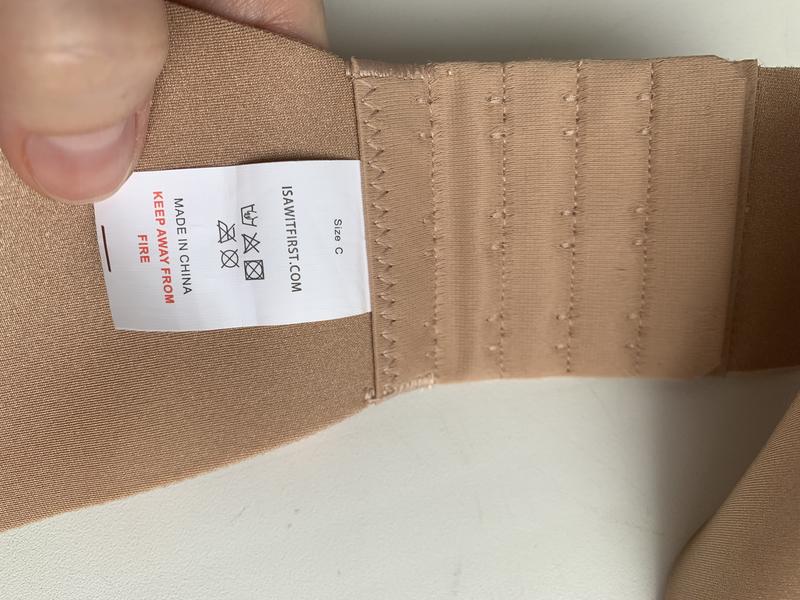 Size C
ISAWITFIRST.COM
MADE IN CHINA
KEEP AWAY FROM
FIRE